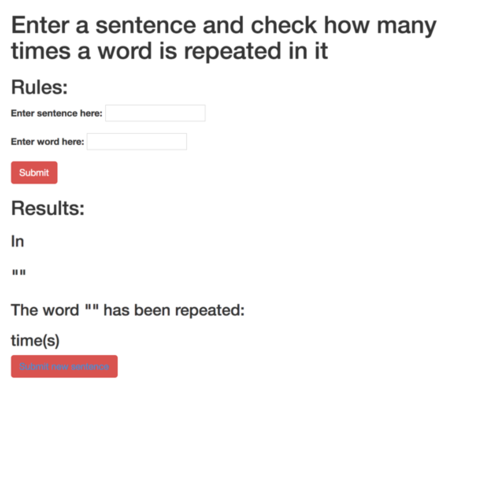 Enter a sentence and check how many
times a word is repeated in it
Rules:
Enter sentence here:
Enter word here:
Submit
Results:
In
""
The word "" has been repeated:
time(s)